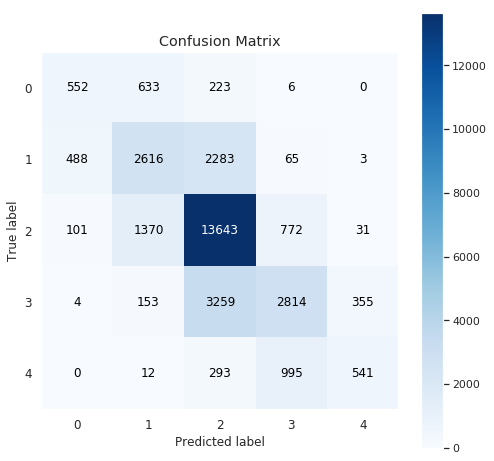 Confusion Matrix
True label
0 552 633 223 6 0
1 488 2616 2283 65 3
2 101 1370 13643 772 31
3 4 153 3259 2814 355
4 0 12 293 995 541
0 1 2 3 4
Predicted label
12000
10000
8000
6000
4000
2000
0